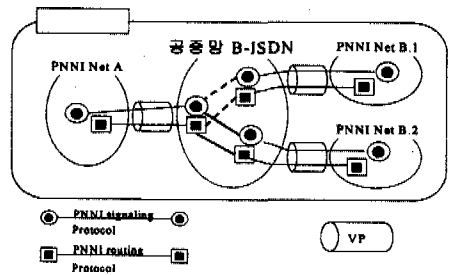 공중망 B-ISDN
PNNI Net A
PNNI Net B.1
PNNI Net B.2
PNNI signaling
Protocol
PNNI routing
Protocol
VP